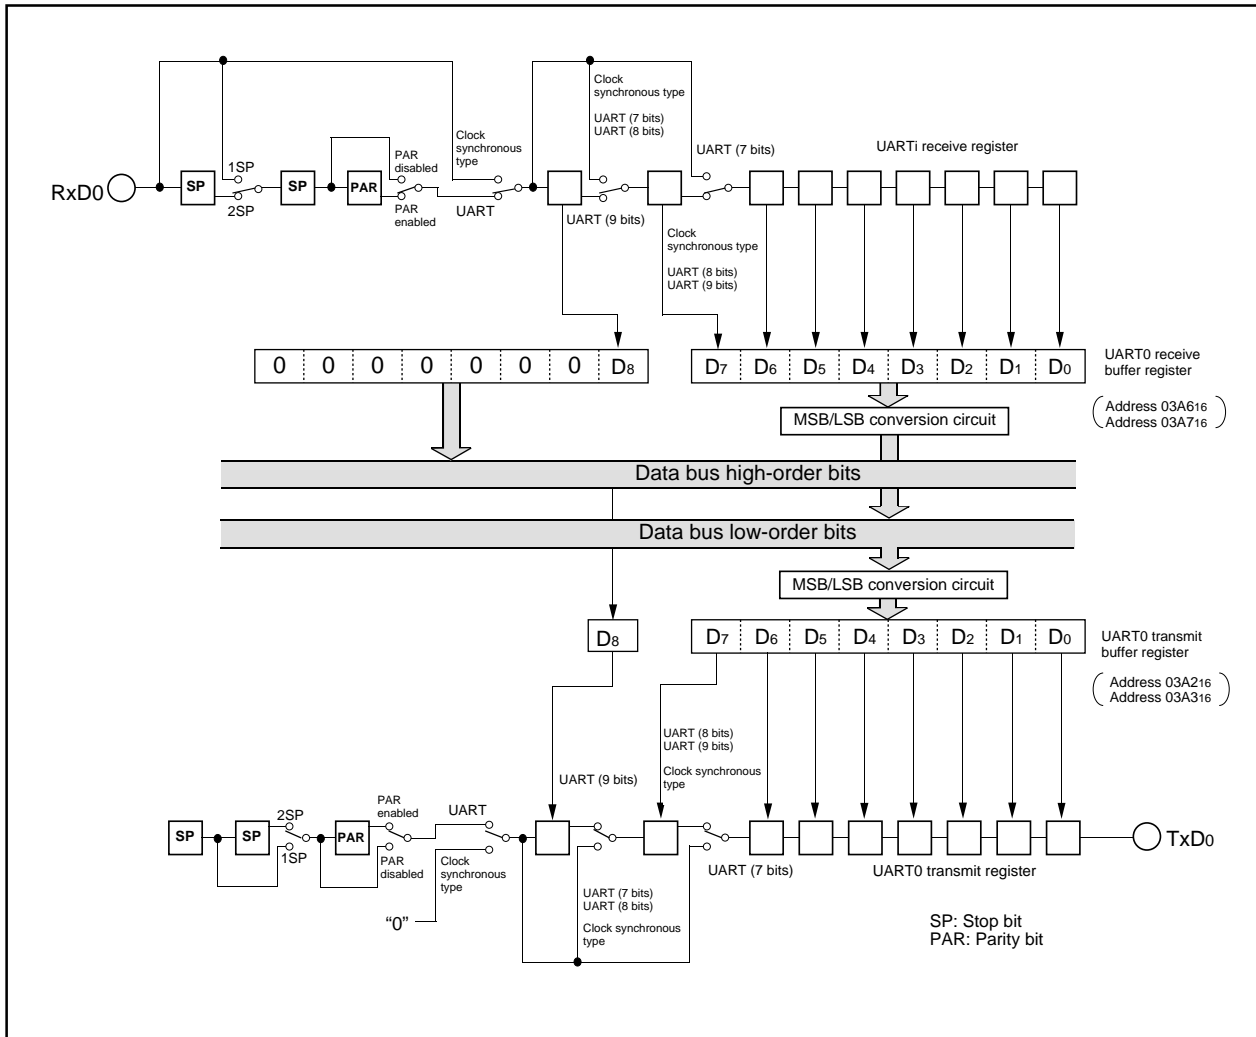 Clock
synchronous type
UART (7 bits)
UART (8 bits)
UART (7 bits)
UARTi receive register
Clock
synchronous
type
1SP
PAR
disabled
RxD0
SP
SP
PAR
2SP
PAR
enabled
UART
UART (9 bits)
Clock
synchronous type
UART (8 bits)
UART (9 bits)
0 0 0 0 0 0 0 D8
D7 D6 D5 D4 D3 D2 D1 D0
UART0 receive
buffer register
Address 03A616
Address 03A716
MSB/LSB conversion circuit
Data bus high-order bits
Data bus low-order bits
MSB/LSB conversion circuit
D8
D7 D6 D5 D4 D3 D2 D1 D0
UART0 transmit
buffer register
Address 03A216
Address 03A316
UART (8 bits)
UART (9 bits)
Clock synchronous
type
UART (9 bits)
PAR
enabled
UART
2SP
SP
SP
PAR
1SP
PAR
disabled
Clock
synchronous
type
“0”
UART (7 bits)
UART (8 bits)
Clock synchronous
type
UART (7 bits)
UART0 transmit register
TxD0
SP: Stop bit
PAR: Parity bit